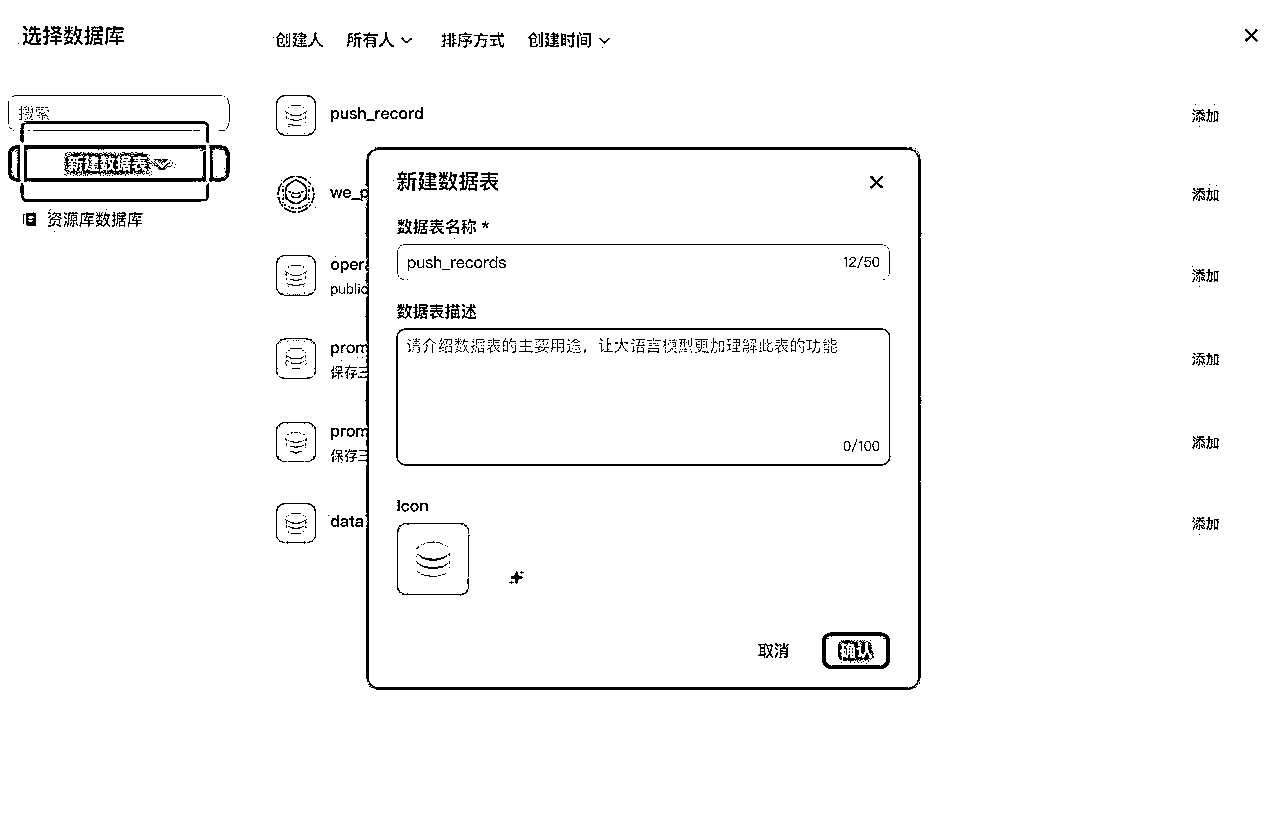 选择数据库
创建人 所有人 排序方式 创建时间
搜索
新建数据表
资源库数据库
push_record 添加
we_p 添加
opera 添加
public
prom 添加
保存三
prom 添加
保存三
data 添加
新建数据表
数据表名称 *
push_records 12/50
数据表描述
请介绍数据表的主要用途，让大语言模型更加理解此表的功能
0/100
Icon
取消 确认